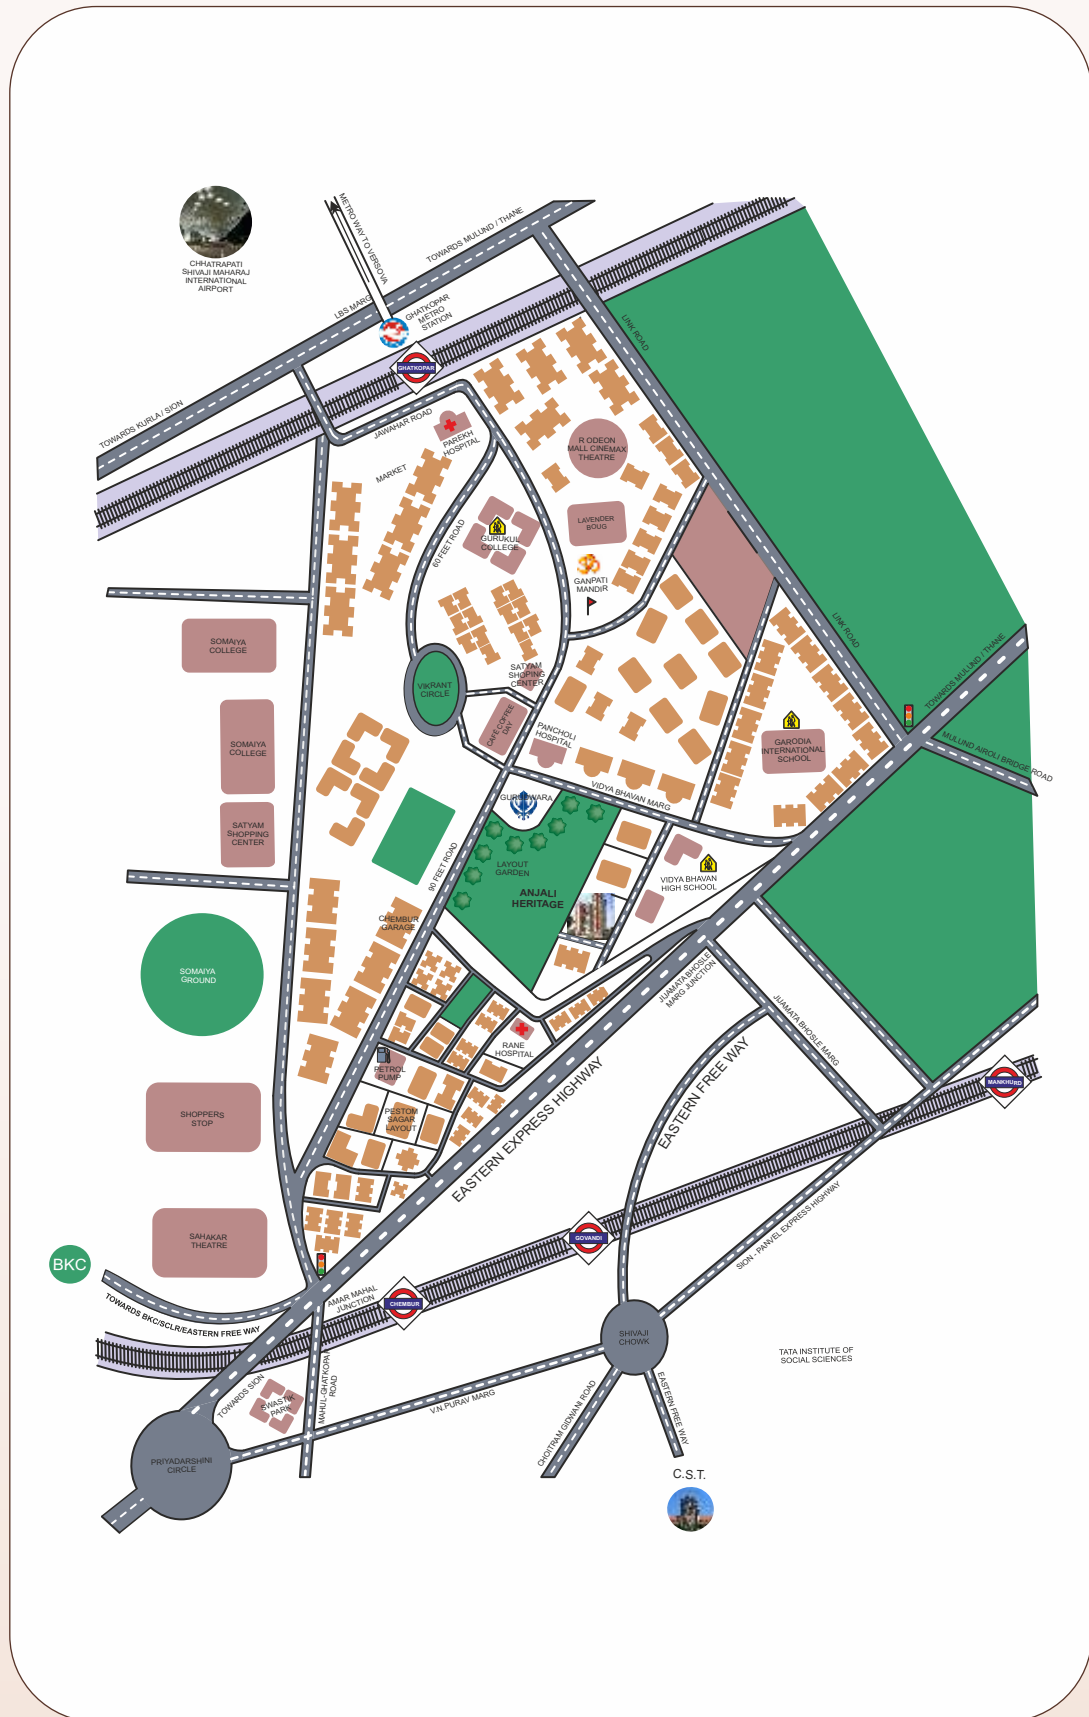 CHHATRAPATI
SHIVAJI MAHARAJ
INTERNATIONAL
AIRPORT
METRO WAY TO VERSOVA
TOWARDS MULUND / THANE
LBS MARG
GHATKOPAR
METRO
STATION
GHATKOPAR
LINK ROAD
TOWARDS KURLA / SION
JAWAHAR ROAD
PAREKH
HOSPITAL
MARKET
R ODEON
MALL CINEMAX
THEATRE
LAVENDER
BOUG
60 FEET ROAD
GURUKUL
COLLEGE
GANPATI
MANDIR
SOMAIYA
COLLEGE
LINK ROAD
TOWARDS MULUND / THANE
SATYAM
SHOPING
CENTER
VIKRANT
CIRCLE
CAFE COFFEE
DAY
PANCHOLI
HOSPITAL
SOMAIYA
COLLEGE
GARODIA
INTERNATIONAL
SCHOOL
MULUND AIROLI BRIDGE ROAD
VIDYA BHAVAN MARG
GURUDWARA
SATYAM
SHOPPING
CENTER
90 FEET ROAD
LAYOUT
GARDEN
ANJALI
HERITAGE
VIDYA BHAVAN
HIGH SCHOOL
CHEMBUR
GARAGE
SOMAIYA
GROUND
JIJAMATA BHOSLE
MARG JUNCTION
JIJAMATA BHOSLE MARG
RANE
HOSPITAL
PETROL
PUMP
EASTERN FREE WAY
MANKHURD
SHOPPERS
STOP
PESTOM
SAGAR
LAYOUT
EASTERN EXPRESS HIGHWAY
SAHAKAR
THEATRE
GOVANDI
SION - PANVEL EXPRESS HIGHWAY
BKC
TOWARDS BKC/SCLR/EASTERN FREE WAY
AMAR MAHAL
JUNCTION
CHEMBUR
SHIVAJI
CHOWK
TATA INSTITUTE OF
SOCIAL SCIENCES
TOWARDS SION
SWASTIK
PARK
MAHUL-GHATKOPAR
ROAD
V.N.PURAV MARG
CHOITRAM GIDWANI ROAD
EASTERN FREE WAY
PRIYADARSHINI
CIRCLE
C.S.T.